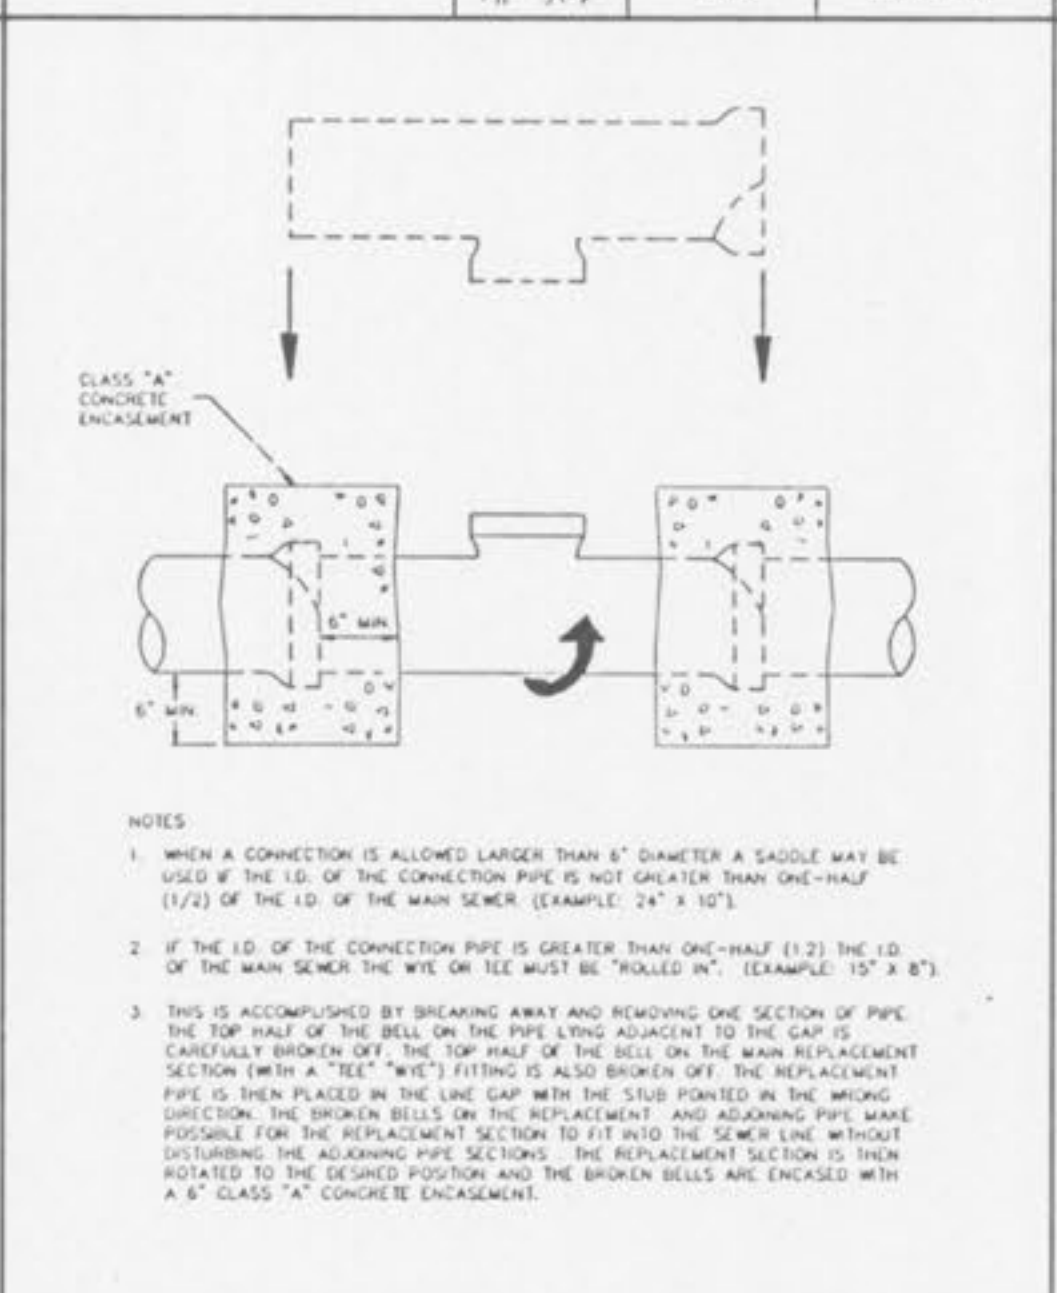 CLASS "A"
CONCRETE
ENCASEMENT
6" MIN.
6" MIN.
NOTES
1. WHEN A CONNECTION IS ALLOWED LARGER THAN 6" DIAMETER A SADDLE MAY BE
USED IF THE I.D. OF THE CONNECTION PIPE IS NOT GREATER THAN ONE-HALF
(1/2) OF THE I.D. OF THE MAIN SEWER. (EXAMPLE: 24" X 10").
2. IF THE I.D. OF THE CONNECTION PIPE IS GREATER THAN ONE-HALF (1.2) THE I.D.
OF THE MAIN SEWER THE WYE OR TEE MUST BE "ROLLED IN". (EXAMPLE: 15" X 8").
3. THIS IS ACCOMPLISHED BY BREAKING AWAY AND REMOVING ONE SECTION OF PIPE.
THE TOP HALF OF THE BELL ON THE PIPE LYING ADJACENT TO THE GAP IS
CAREFULLY BROKEN OFF. THE TOP HALF OF THE BELL ON THE MAIN REPLACEMENT
SECTION (WITH A "TEE" "WYE") FITTING IS ALSO BROKEN OFF. THE REPLACEMENT
PIPE IS THEN PLACED IN THE LINE GAP WITH THE STUB POINTED IN THE WRONG
DIRECTION. THE BROKEN BELLS ON THE REPLACEMENT AND ADJOINING PIPE MAKE
POSSIBLE FOR THE REPLACEMENT SECTION TO FIT INTO THE SEWER LINE WITHOUT
DISTURBING THE ADJOINING PIPE SECTIONS. THE REPLACEMENT SECTION IS THEN
ROTATED TO THE DESIRED POSITION AND THE BROKEN BELLS ARE ENCASED WITH
A 6" CLASS "A" CONCRETE ENCASEMENT.